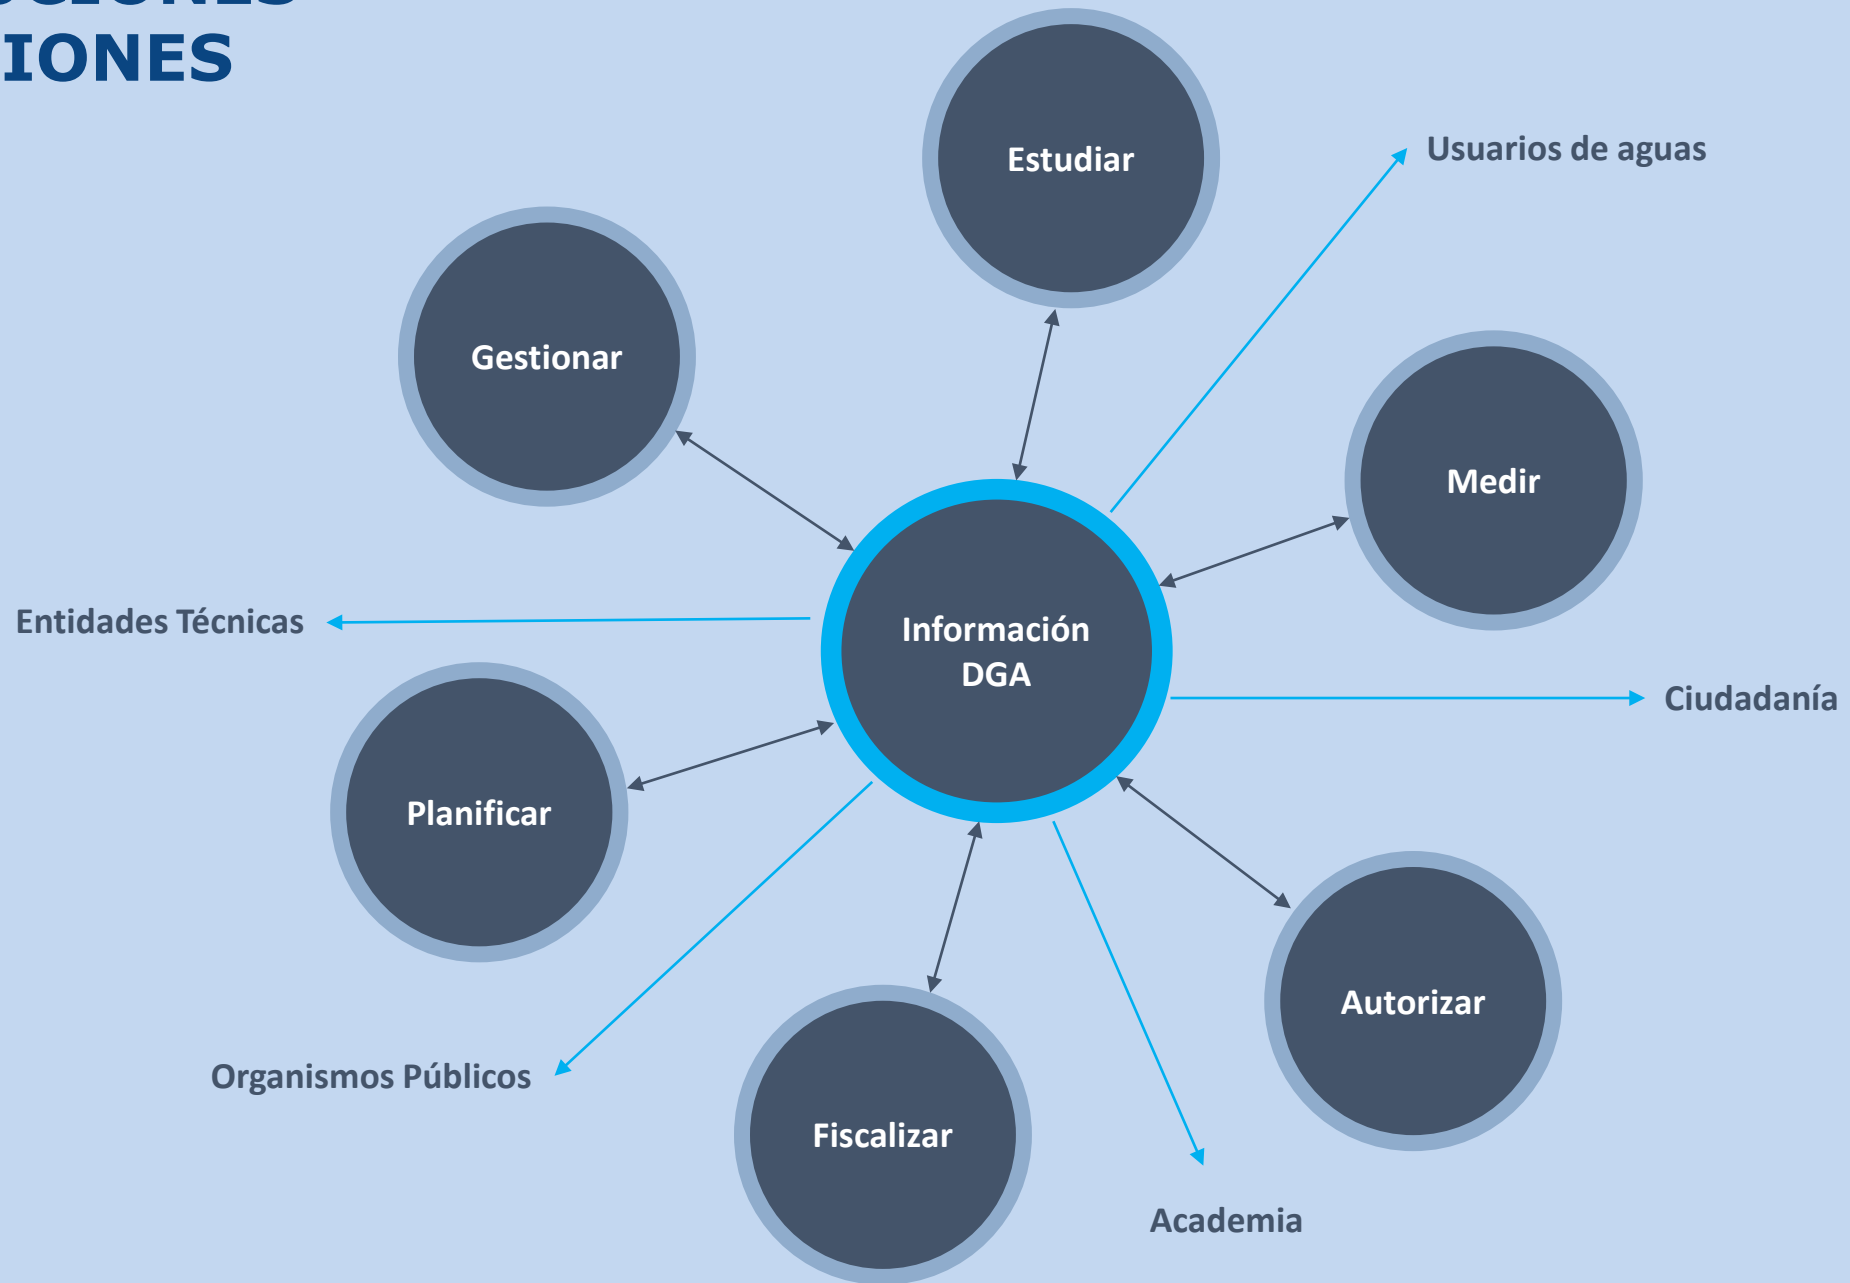 IONES
Estudiar
Usuarios de aguas
Gestionar
Medir
Información
DGA
Entidades Técnicas
Ciudadanía
Planificar
Autorizar
Organismos Públicos
Fiscalizar
Academia